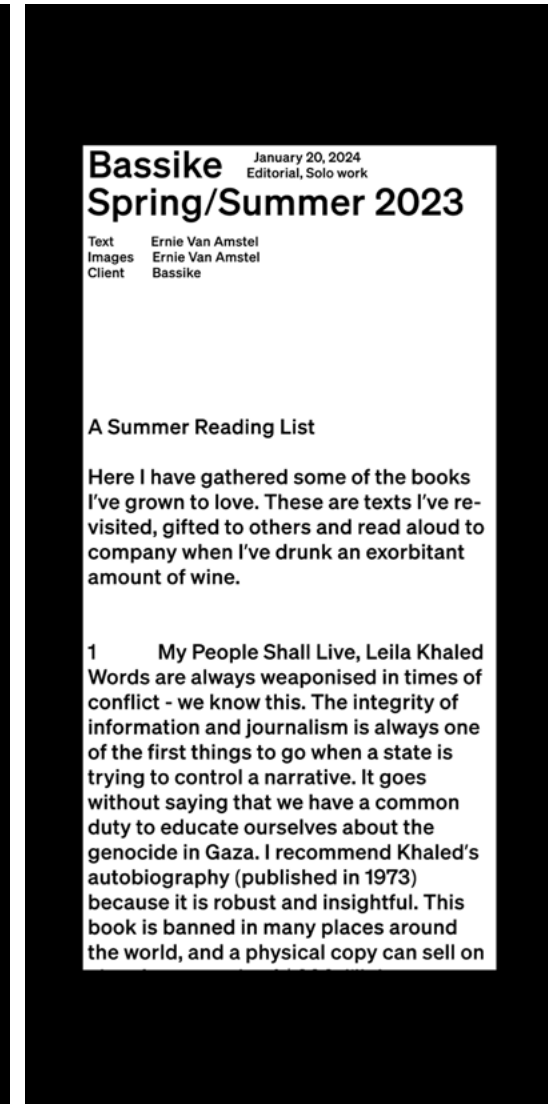 Bassike
January 20, 2024
Editorial, Solo work
Spring/Summer 2023
Text Ernie Van Amstel
Images Ernie Van Amstel
Client Bassike
A Summer Reading List
Here I have gathered some of the books
I've grown to love. These are texts I've re-
visited, gifted to others and read aloud to
company when I've drunk an exorbitant
amount of wine.
1 My People Shall Live, Leila Khaled
Words are always weaponised in times of
conflict - we know this. The integrity of
information and journalism is always one
of the first things to go when a state is
trying to control a narrative. It goes
without saying that we have a common
duty to educate ourselves about the
genocide in Gaza. I recommend Khaled's
autobiography (published in 1973)
because it is robust and insightful. This
book is banned in many places around
the world, and a physical copy can sell on